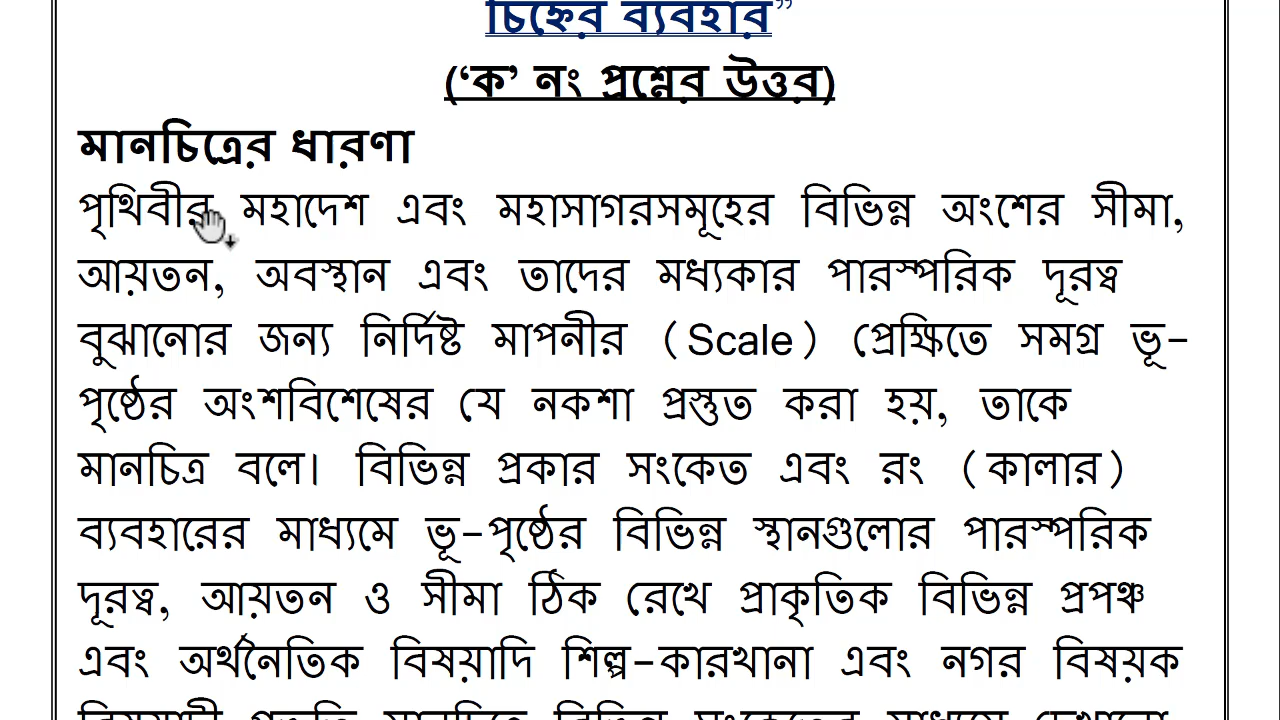 চিহ্নের ব্যবহার”
(‘ক’ নং প্রশ্নের উত্তর)
মানচিত্রের ধারণা
পৃথিবীর মহাদেশ এবং মহাসাগরসমূহের বিভিন্ন অংশের সীমা,
আয়তন, অবস্থান এবং তাদের মধ্যকার পারস্পরিক দূরত্ব
বুঝানোর জন্য নির্দিষ্ট মাপনীর (Scale) প্রেক্ষিতে সমগ্র ভূ-
পৃষ্ঠের অংশবিশেষের যে নকশা প্রস্তুত করা হয়, তাকে
মানচিত্র বলে। বিভিন্ন প্রকার সংকেত এবং রং (কালার)
ব্যবহারের মাধ্যমে ভূ-পৃষ্ঠের বিভিন্ন স্থানগুলোর পারস্পরিক
দূরত্ব, আয়তন ও সীমা ঠিক রেখে প্রাকৃতিক বিভিন্ন প্রপঞ্চ
এবং অর্থনৈতিক বিষয়াদি শিল্প-কারখানা এবং নগর বিষয়ক